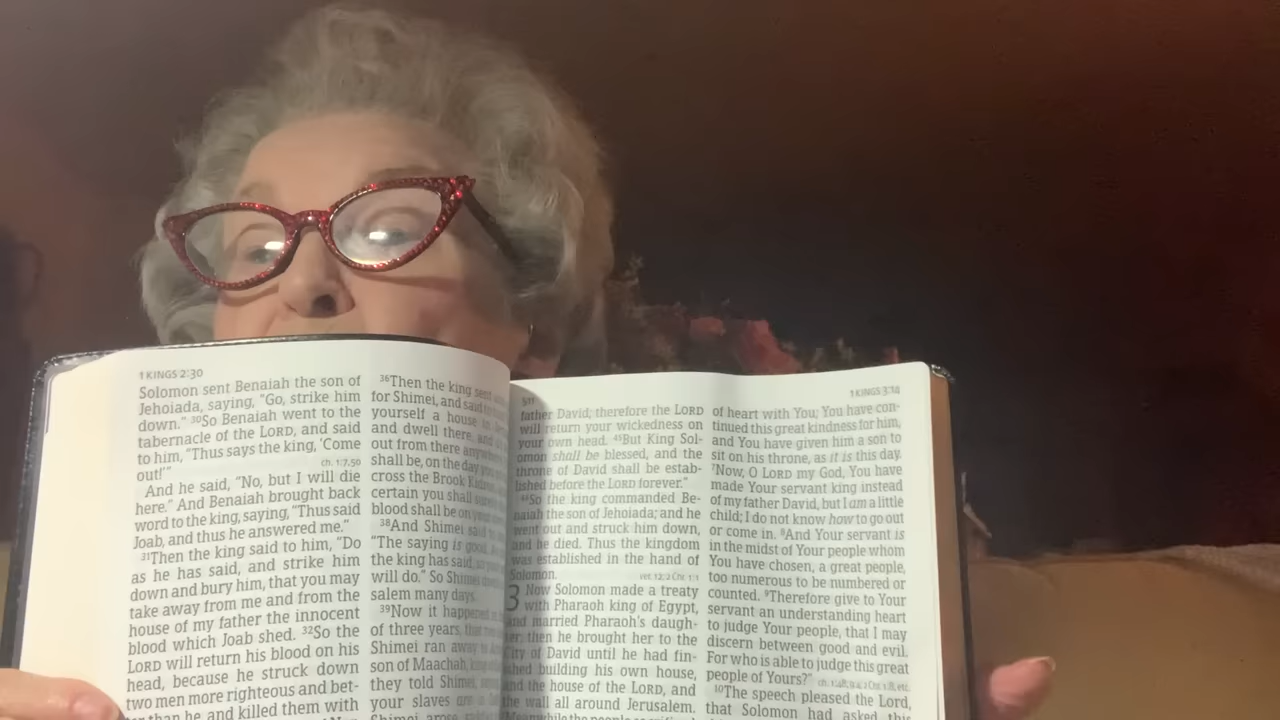 1 KINGS 2:30
Solomon sent Benaiah the son of
Jehoiada, saying, "Go, strike him
down." ³⁰So Benaiah went to the
tabernacle of the LORD, and said
to him, "Thus says the king, 'Come
out!'"
ch. 1:7,50
And he said, "No, but I will die
here." And Benaiah brought back
word to the king, saying, "Thus said
Joab, and thus he answered me."
³¹Then the king said to him, "Do
as he has said, and strike him
down and bury him, that you may
take away from me and from the
house of my father the innocent
blood which Joab shed. ³²So the
LORD will return his blood on his
head, because he struck down
two men more righteous and bet-
than he, and killed them with
³⁶Then the king sent
for Shimei, and said
yourself a house
and dwell there, and
out from there
shall be, on the day you
cross the Brook
certain you shall
blood shall be on your
³⁸And Shimei said
"The saying is good.
the king has said, so
will do." So Shimei
salem many days.
³⁹Now it happened
of three years, that
Shimei ran away
son of Maachah,
they told Shimei,
your slaves are
Shimei arose,
511
father David; therefore the LORD
will return your wickedness on
your own head. ⁴⁵But King Sol-
omon shall be blessed, and the
throne of David shall be estab-
lished before the LORD forever."
⁴⁶So the king commanded Be-
naiah the son of Jehoiada; and he
went out and struck him down,
and he died. Thus the kingdom
was established in the hand of
Solomon.
ver. 12; 2 Chr. 1:1
3 Now Solomon made a treaty
with Pharaoh king of Egypt,
and married Pharaoh's daugh-
ter; then he brought her to the
City of David until he had fin-
ished building his own house,
and the house of the LORD, and
the wall all around Jerusalem.
Meanwhile the people sacrificed
1 KINGS 3:10
of heart with You; You have con-
tinued this great kindness for him,
and You have given him a son to
sit on his throne, as it is this day.
⁷Now, O LORD my God, You have
made Your servant king instead
of my father David, but I am a little
child; I do not know how to go out
or come in. ⁸And Your servant is
in the midst of Your people whom
You have chosen, a great people,
too numerous to be numbered or
counted. ⁹Therefore give to Your
servant an understanding heart
to judge Your people, that I may
discern between good and evil.
For who is able to judge this great
people of Yours?"
¹⁰The speech pleased the Lord,
that Solomon had asked this